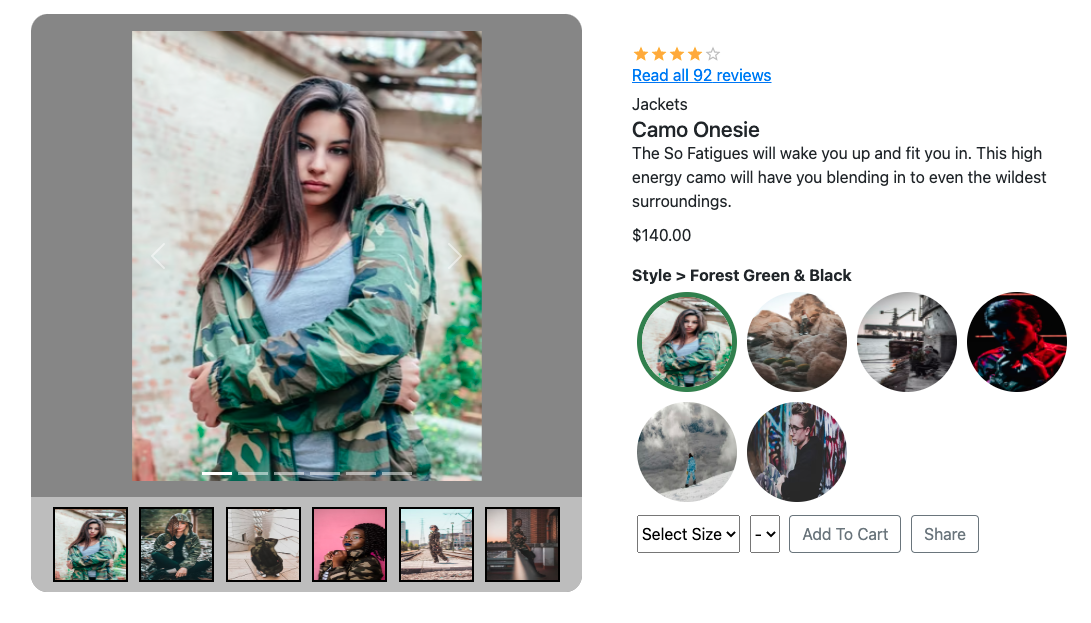 Read all 92 reviews
Jackets
Camo Onesie
The So Fatigues will wake you up and fit you in. This high
energy camo will have you blending in to even the wildest
surroundings.
$140.00
Style > Forest Green & Black
Select Size - Add To Cart Share